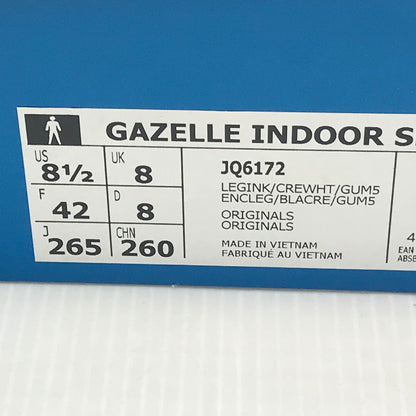 GAZELLE INDOOR S
US 8½ UK 8
F 42 D 8
J 265 CHN 260
JQ6172
LEGINK/CREWHT/GUM5
ENCLEG/BLACRE/GUM5
ORIGINALS
ORIGINALS
MADE IN VIETNAM
FABRIQUÉ AU VIETNAM
4
EAN